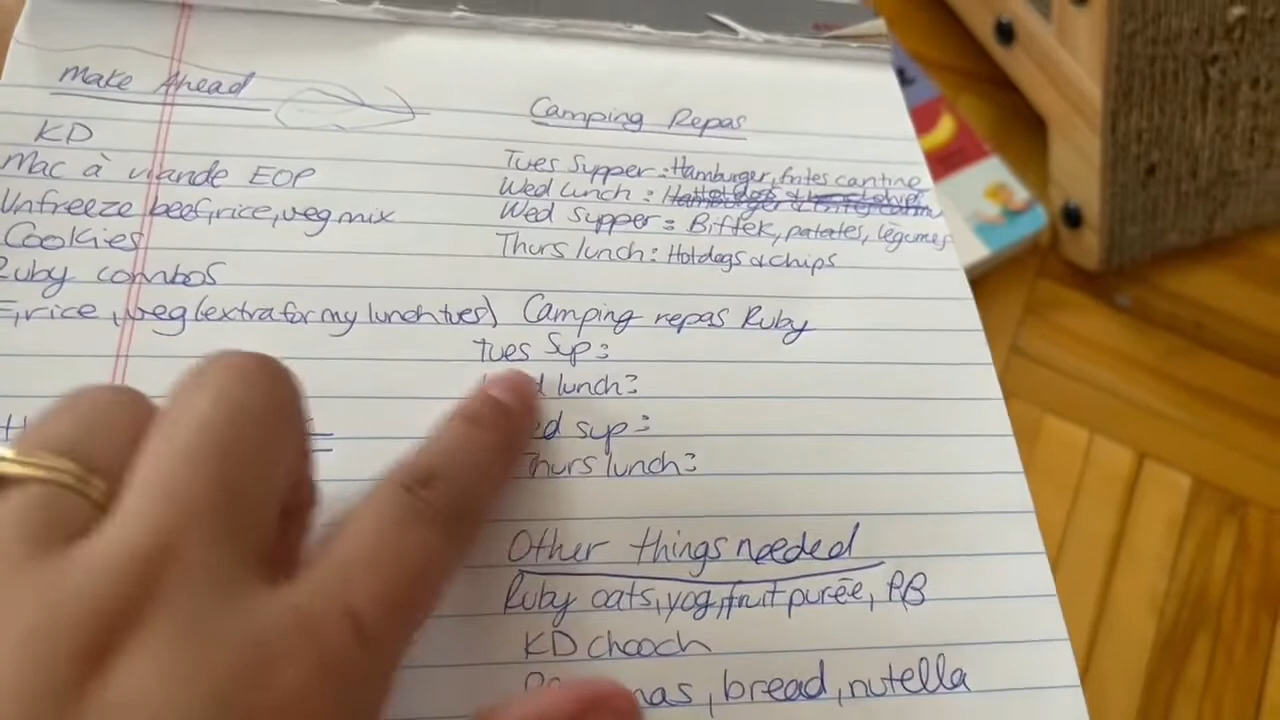 Make Ahead
KD
Mac à viande EOP
Unfreeze beef, rice, veg mix
Cookies
Ruby combos
rice, veg (extra for my lunch tues)
Camping Repas
Tues Supper: Hamburger, frites cantine
Wed lunch:
Wed supper: Biffek, patates, légumes
Thurs lunch: Hotdogs & chips
Camping repas Ruby
Tues Sup:
lunch:
sup:
Thurs lunch:
Other things needed
Ruby oats, yog, fruit purée, PB
KD chooch
bread, nutella